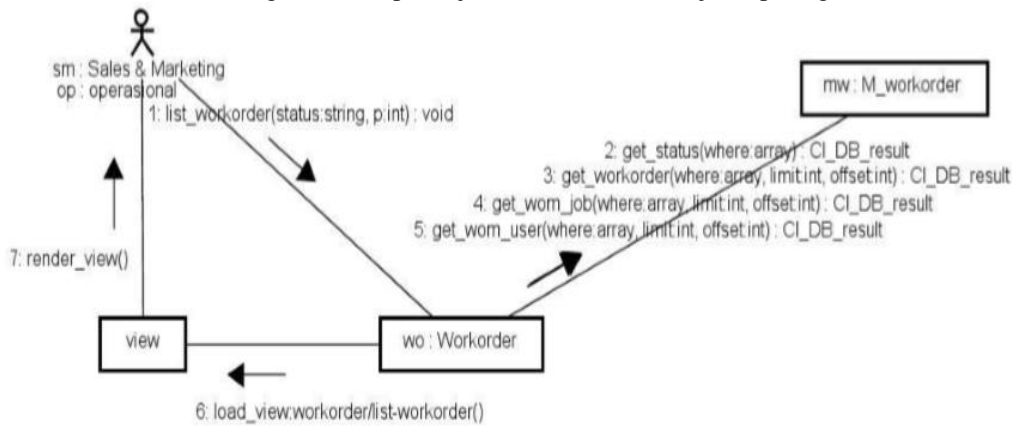 sm : Sales & Marketing
op : operasional
1: list_workorder(status:string, p:int) : void
mw : M_workorder
2: get_status(where:array) : CI_DB_result
3: get_workorder(where:array, limit:int, offset:int) : CI_DB_result
4: get_wom_job(where:array, limit:int, offset:int) : CI_DB_result
5: get_wom_user(where:array, limit:int, offset:int) : CI_DB_result
7: render_view()
view
wo : Workorder
6: load_view:workorder/list-workorder()